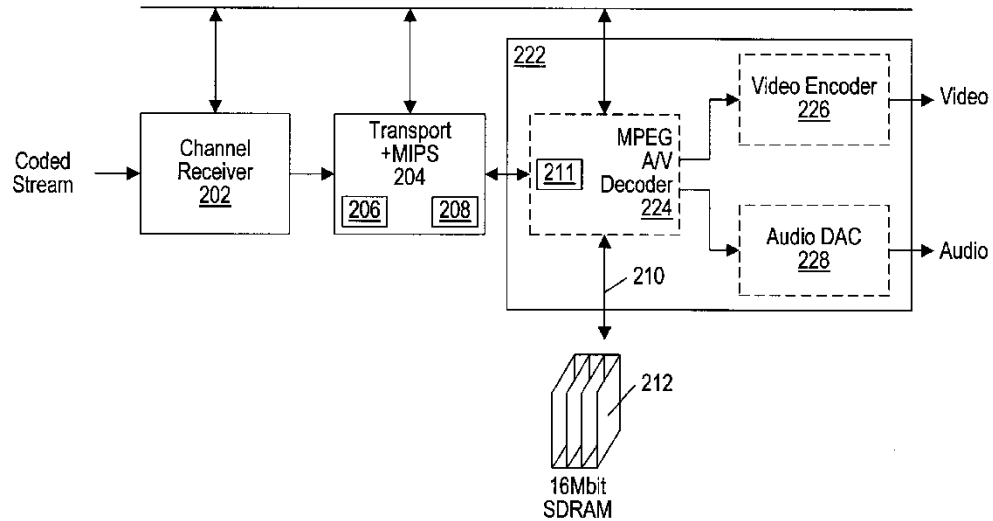 222
Video Encoder
226
Video
Coded
Stream
Channel
Receiver
202
Transport
+MIPS
204
206
208
211
MPEG
A/V
Decoder
224
Audio DAC
228
Audio
210
212
16Mbit
SDRAM